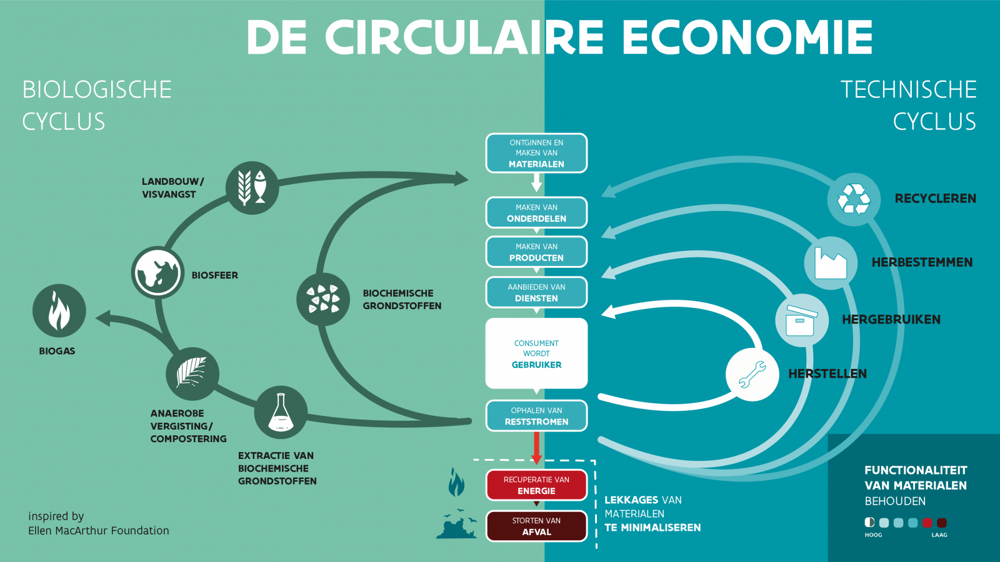 DE CIRCULAIRE ECONOMIE
BIOLOGISCHE
CYCLUS
TECHNISCHE
CYCLUS
LANDBOUW/
VISVANGST
BIOSFEER
BIOGAS
BIOCHEMISCHE
GRONDSTOFFEN
ANAEROBE
VERGISTING/
COMPOSTERING
EXTRACTIE VAN
BIOCHEMISCHE
GRONDSTOFFEN
inspired by
Ellen MacArthur Foundation
ONTGINNEN EN
MAKEN VAN
MATERIALEN
MAKEN VAN
ONDERDELEN
MAKEN VAN
PRODUCTEN
AANBIEDEN VAN
DIENSTEN
CONSUMENT
WORDT
GEBRUIKER
OPHALEN VAN
RESTSTROMEN
RECUPERATIE VAN
ENERGIE
STORTEN VAN
AFVAL
LEKKAGES VAN
MATERIALEN
TE MINIMALISEREN
RECYCLEREN
HERBESTEMMEN
HERGEBRUIKEN
HERSTELLEN
FUNCTIONALITEIT
VAN MATERIALEN
BEHOUDEN
HOOG
LAAG